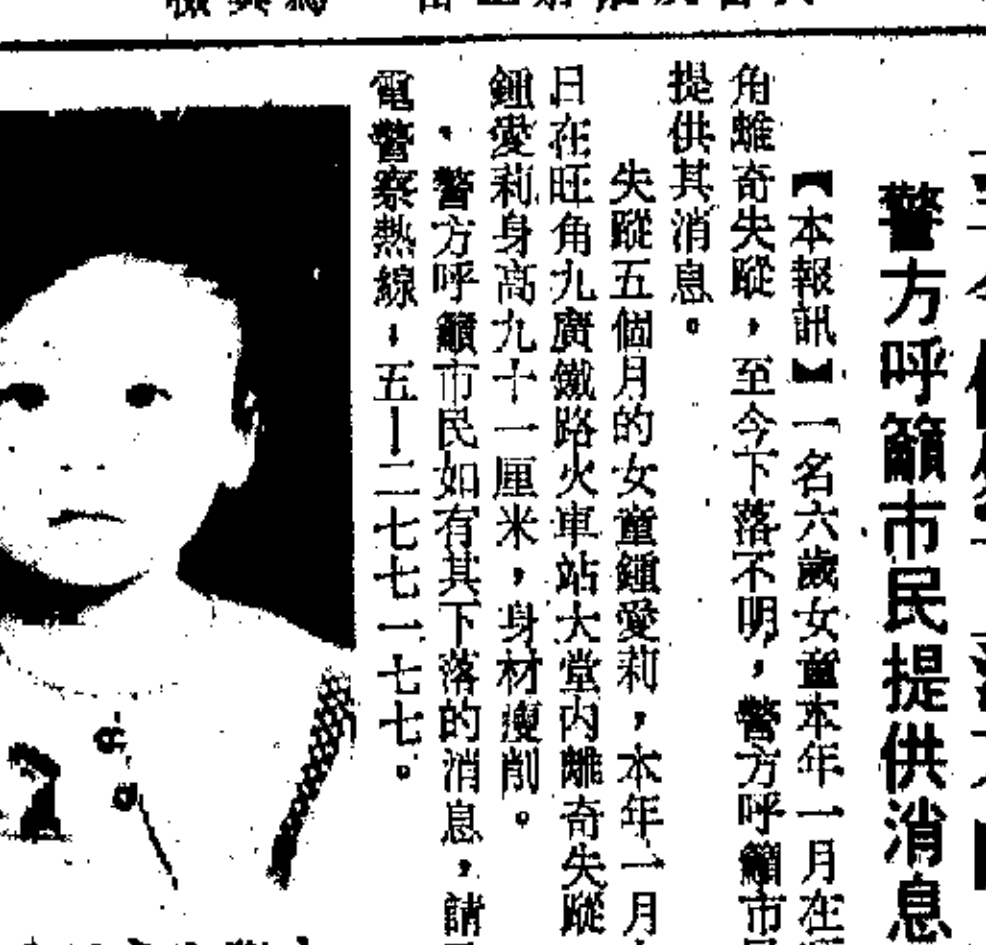 警方呼籲市民提供消息
【本報訊】一名六歲女童本年一月在
角離奇失蹤，至今下落不明，警方呼籲市
提供其消息。
失蹤五個月的女童鍾愛莉，本年一月
日在旺角九廣鐵路火車站大堂內離奇失蹤
鍾愛莉身高九十一厘米，身材瘦削。
警方呼籲市民如有其下落的消息，請
電警察熱線：五—二七七一七七。